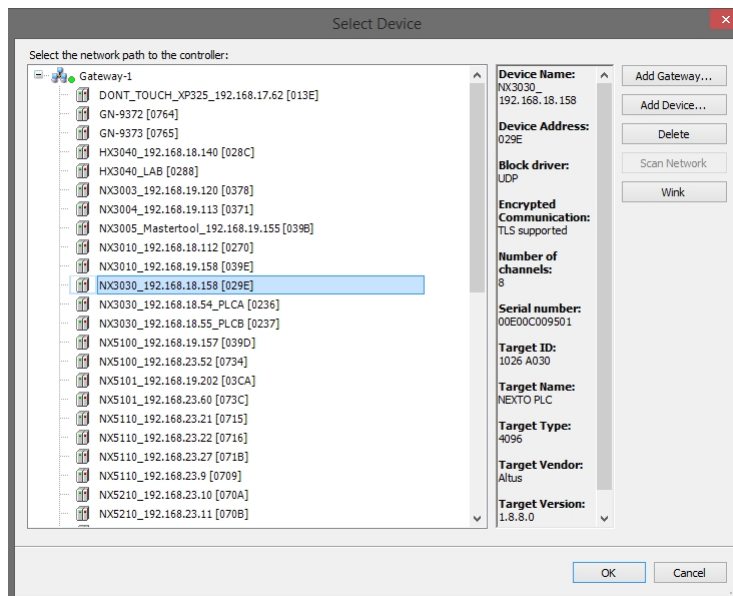 Select Device
Select the network path to the controller:
Gateway-1
DONT_TOUCH_XP325_192.168.17.62 [013E]
GN-9372 [0764]
GN-9373 [0765]
HX3040_192.168.18.140 [028C]
HX3040_LAB [0288]
NX3003_192.168.19.120 [0378]
NX3004_192.168.19.113 [0371]
NX3005_Mastertool_192.168.19.155 [039B]
NX3010_192.168.18.112 [0270]
NX3010_192.168.19.158 [039E]
NX3030_192.168.18.158 [029E]
NX3030_192.168.18.54_PLCA [0236]
NX3030_192.168.18.55_PLCB [0237]
NX5100_192.168.19.157 [039D]
NX5100_192.168.23.52 [0734]
NX5101_192.168.19.202 [03CA]
NX5101_192.168.23.60 [073C]
NX5110_192.168.23.21 [0715]
NX5110_192.168.23.22 [0716]
NX5110_192.168.23.27 [071B]
NX5110_192.168.23.9 [0709]
NX5210_192.168.23.10 [070A]
NX5210_192.168.23.11 [070B]
Device Name:
NX3030_
192.168.18.158
Device Address:
029E
Block driver:
UDP
Encrypted
Communication:
TLS supported
Number of
channels:
8
Serial number:
00E00C009501
Target ID:
1026 A030
Target Name:
NEXTO PLC
Target Type:
4096
Target Vendor:
Altus
Target Version:
1.8.8.0
Add Gateway...
Add Device...
Delete
Scan Network
Wink
OK
Cancel